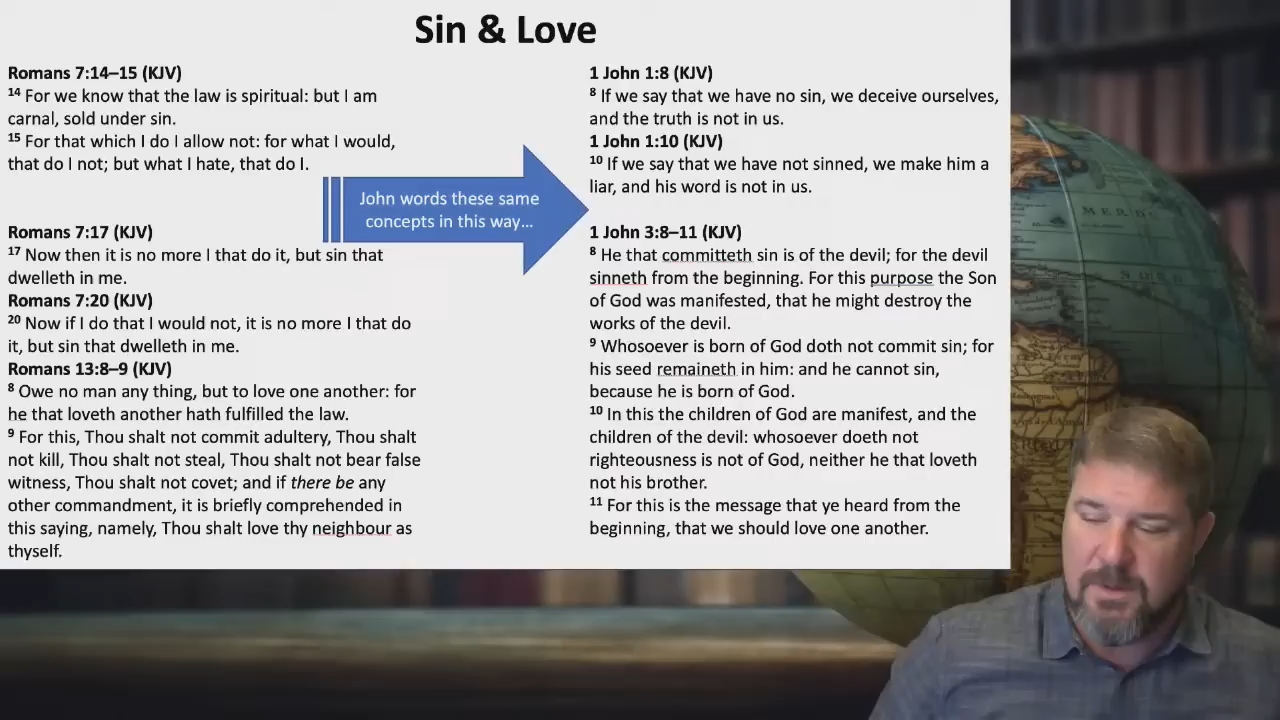 Sin & Love
Romans 7:14–15 (KJV)
14 For we know that the law is spiritual: but I am
carnal, sold under sin.
15 For that which I do I allow not: for what I would,
that do I not; but what I hate, that do I.
Romans 7:17 (KJV)
17 Now then it is no more I that do it, but sin that
dwelleth in me.
Romans 7:20 (KJV)
20 Now if I do that I would not, it is no more I that do
it, but sin that dwelleth in me.
Romans 13:8–9 (KJV)
8 Owe no man any thing, but to love one another: for
he that loveth another hath fulfilled the law.
9 For this, Thou shalt not commit adultery, Thou shalt
not kill, Thou shalt not steal, Thou shalt not bear false
witness, Thou shalt not covet; and if there be any
other commandment, it is briefly comprehended in
this saying, namely, Thou shalt love thy neighbour as
thyself.
John words these same
concepts in this way…
1 John 1:8 (KJV)
8 If we say that we have no sin, we deceive ourselves,
and the truth is not in us.
1 John 1:10 (KJV)
10 If we say that we have not sinned, we make him a
liar, and his word is not in us.
1 John 3:8–11 (KJV)
8 He that committeth sin is of the devil; for the devil
sinneth from the beginning. For this purpose the Son
of God was manifested, that he might destroy the
works of the devil.
9 Whosoever is born of God doth not commit sin; for
his seed remaineth in him: and he cannot sin,
because he is born of God.
10 In this the children of God are manifest, and the
children of the devil: whosoever doeth not
righteousness is not of God, neither he that loveth
not his brother.
11 For this is the message that ye heard from the
beginning, that we should love one another.